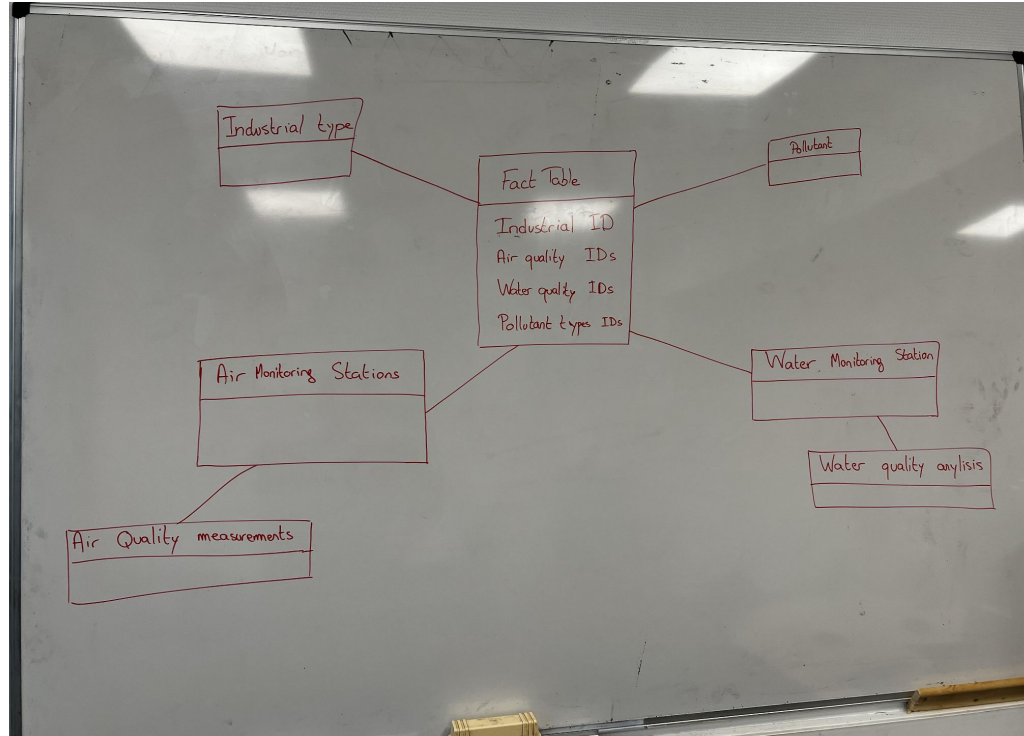 Industrial type
Pollutant
Fact Table
Industrial ID
Air quality IDs
Water quality IDs
Pollutant types IDs
Air Monitoring Stations
Water Monitoring Station
Water quality anylisis
Air Quality measurements